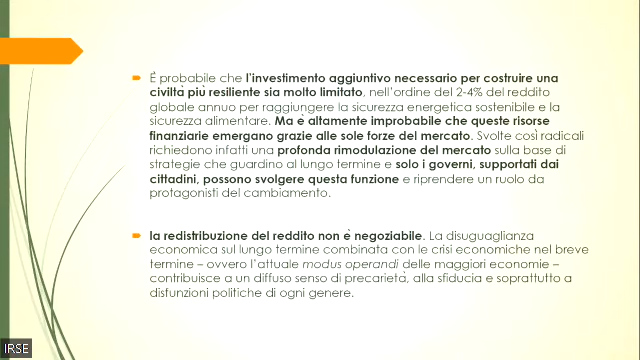 É probabile che l'investimento aggiuntivo necessario per costruire una
civiltà più resiliente sia molto limitato, nell'ordine del 2-4% del reddito
globale annuo per raggiungere la sicurezza energetica sostenibile e la
sicurezza alimentare. Ma è altamente improbabile che queste risorse
finanziarie emergano grazie alle sole forze del mercato. Svolte così radicali
richiedono infatti una profonda rimodulazione del mercato sulla base di
strategie che guardino al lungo termine e solo i governi, supportati dai
cittadini, possono svolgere questa funzione e riprendere un ruolo da
protagonisti del cambiamento.
la redistribuzione del reddito non è negoziabile. La disuguaglianza
economica sul lungo termine combinata con le crisi economiche nel breve
termine – ovvero l'attuale modus operandi delle maggiori economie –
contribuisce a un diffuso senso di precarietà, alla sfiducia e soprattutto a
disfunzioni politiche di ogni genere.
IRSE